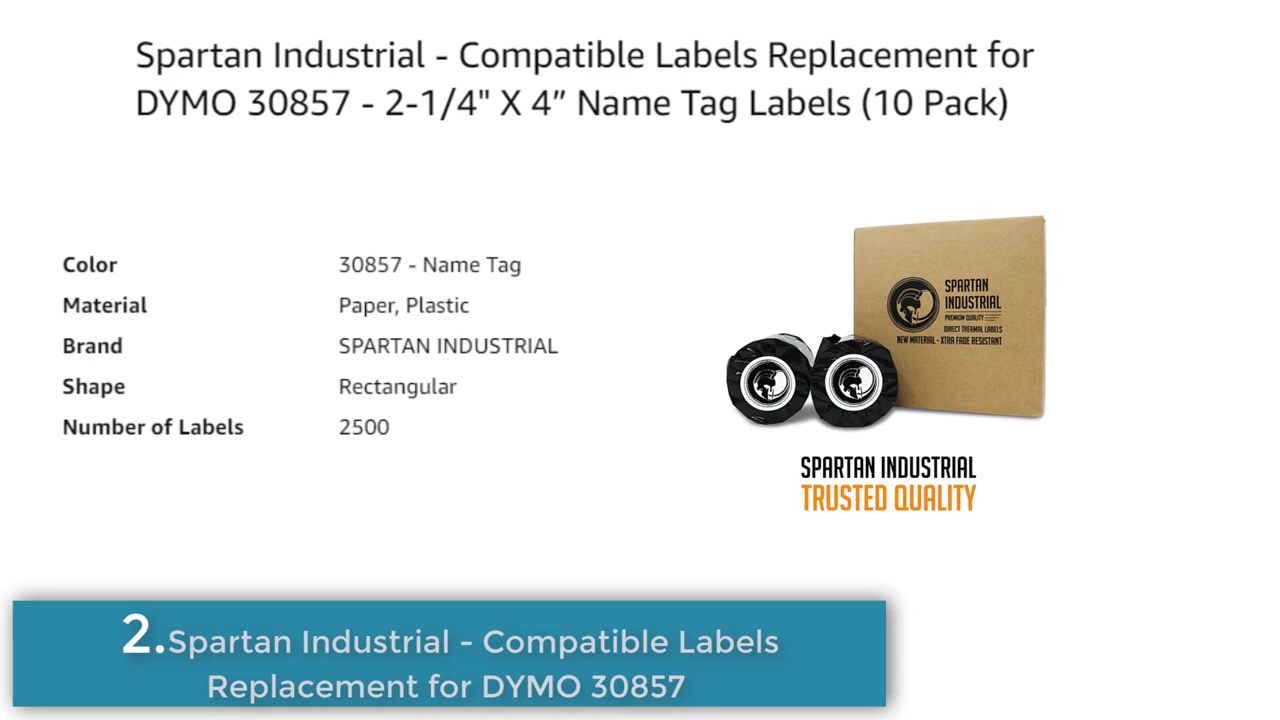 Spartan Industrial - Compatible Labels Replacement for
DYMO 30857 - 2-1/4" X 4” Name Tag Labels (10 Pack)
Color 30857 - Name Tag
Material Paper, Plastic
Brand SPARTAN INDUSTRIAL
Shape Rectangular
Number of Labels 2500
SPARTAN
INDUSTRIAL
PREMIUM QUALITY
DIRECT THERMAL LABELS
NEW MATERIAL - XTRA FADE RESISTANT
SPARTAN INDUSTRIAL
TRUSTED QUALITY
2.Spartan Industrial - Compatible Labels
Replacement for DYMO 30857